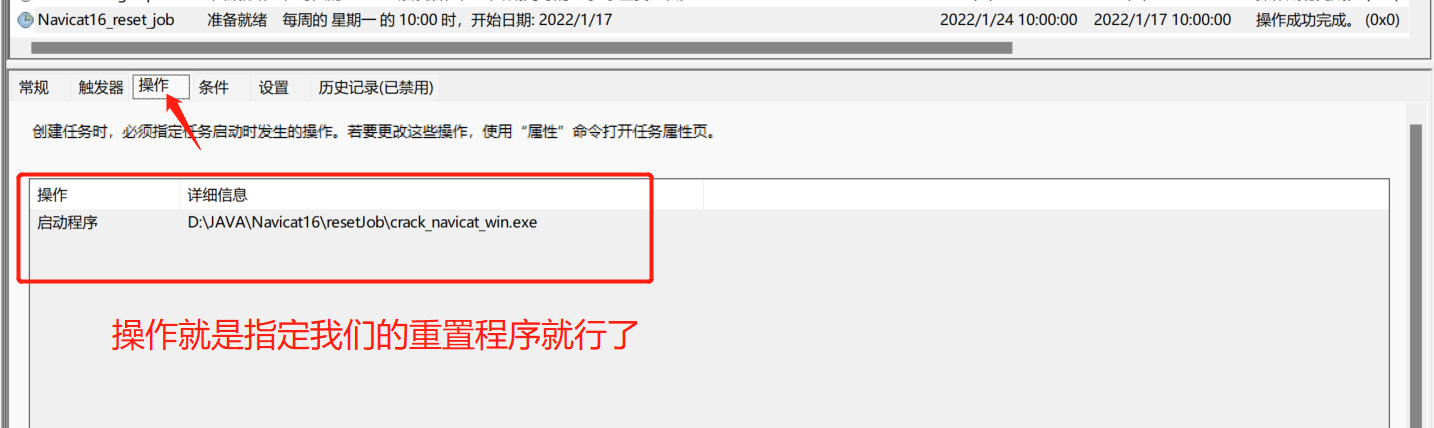 Navicat16_reset_job 准备就绪 每周的 星期一 的 10:00 时，开始日期: 2022/1/17 2022/1/24 10:00:00 2022/1/17 10:00:00 操作成功完成。 (0x0)
常规 触发器 操作 条件 设置 历史记录(已禁用)
创建任务时，必须指定任务启动时发生的操作。若要更改这些操作，使用“属性”命令打开任务属性页。
操作 详细信息
启动程序 D:\JAVA\Navicat16\resetJob\crack_navicat_win.exe
操作就是指定我们的重置程序就行了